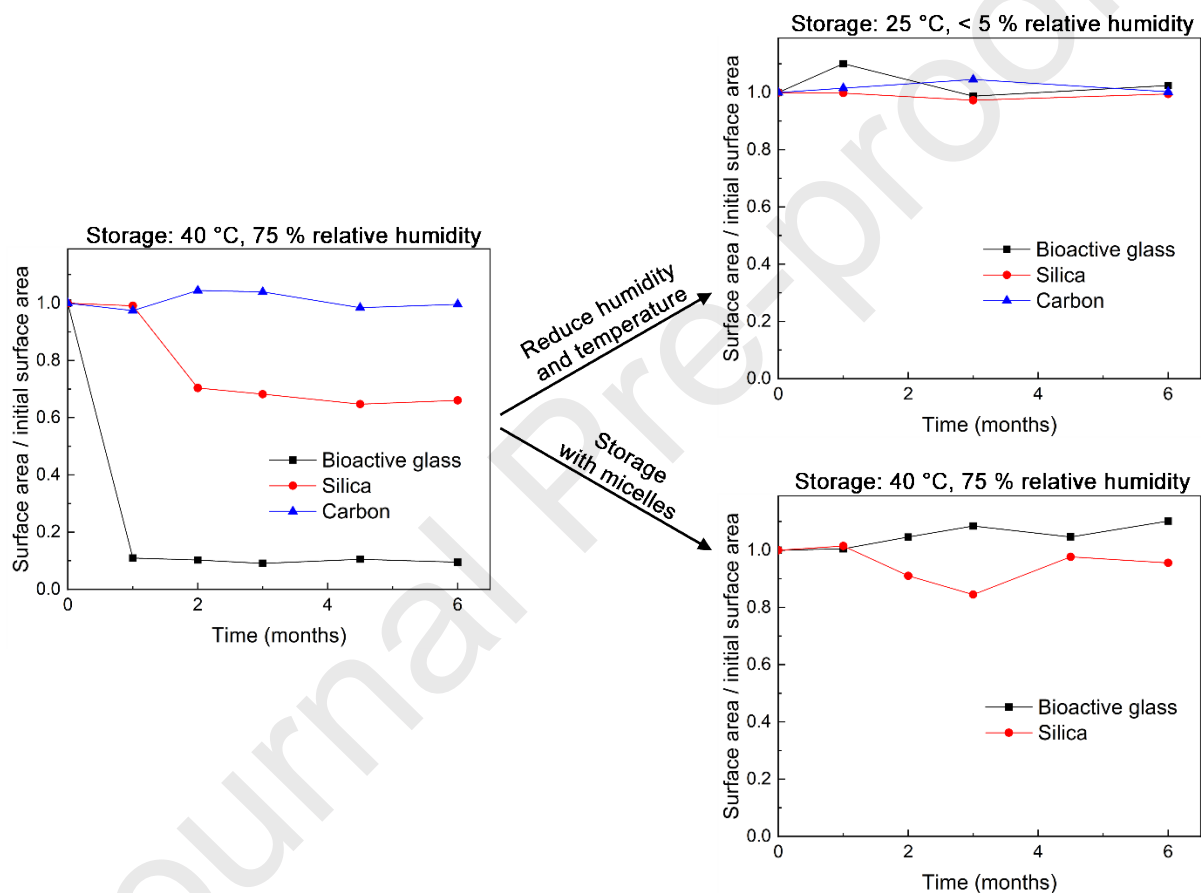 Storage: 40 °C, 75 % relative humidity
Surface area / initial surface area
1.0
0.8
0.6
0.4
0.2
0.0
Bioactive glass
Silica
Carbon
0 2 4 6
Time (months)
Reduce humidity
and temperature
Storage
with micelles
Storage: 25 °C, < 5 % relative humidity
Surface area / initial surface area
1.0
0.8
0.6
0.4
0.2
0.0
Bioactive glass
Silica
Carbon
0 2 4 6
Time (months)
Storage: 40 °C, 75 % relative humidity
Surface area / initial surface area
1.0
0.8
0.6
0.4
0.2
0.0
Bioactive glass
Silica
0 2 4 6
Time (months)
ournal Pre-proo